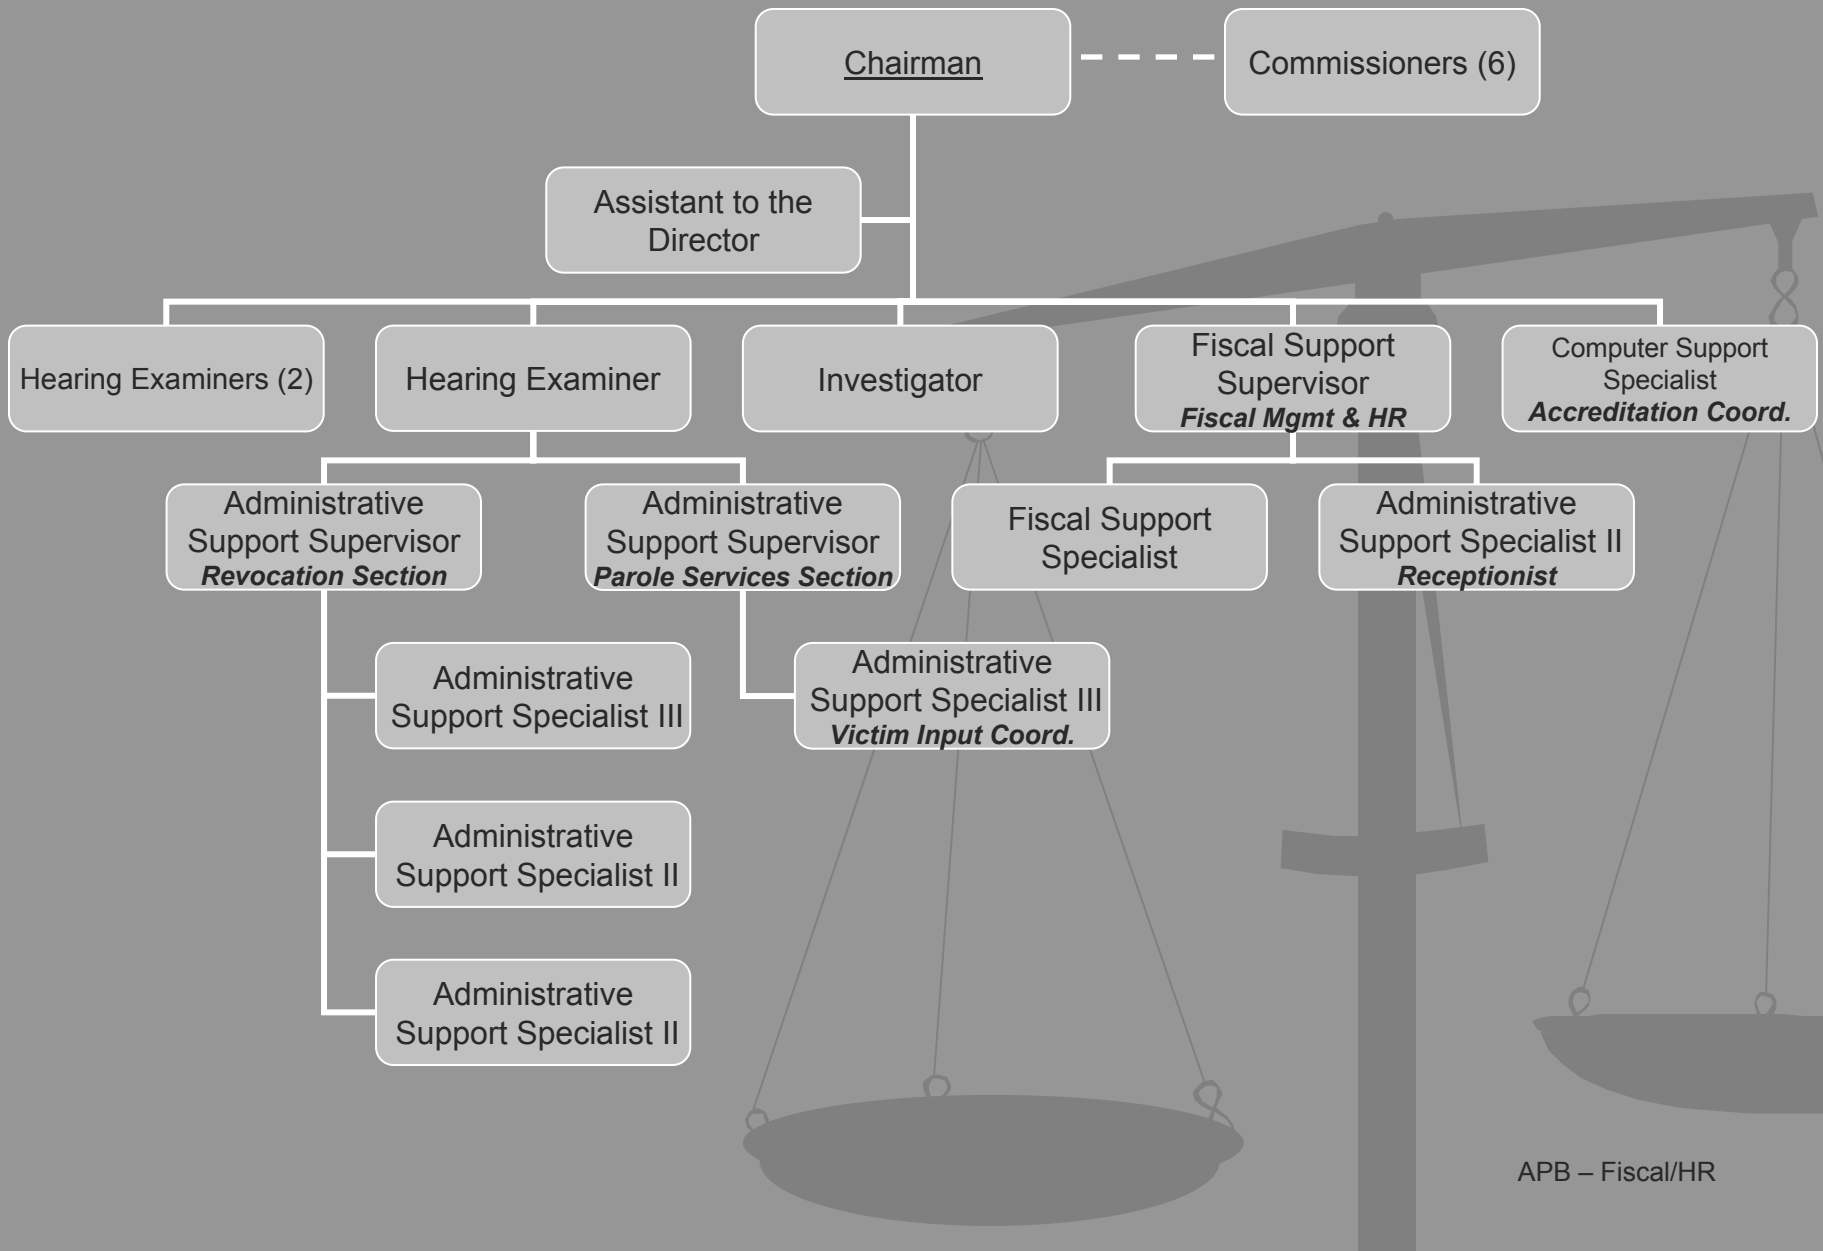 Chairman
Commissioners (6)
Assistant to the
Director
Hearing Examiners (2)
Hearing Examiner
Investigator
Fiscal Support
Supervisor
Fiscal Mgmt & HR
Computer Support
Specialist
Accreditation Coord.
Administrative
Support Supervisor
Revocation Section
Administrative
Support Supervisor
Parole Services Section
Fiscal Support
Specialist
Administrative
Support Specialist II
Receptionist
Administrative
Support Specialist III
Administrative
Support Specialist III
Victim Input Coord.
Administrative
Support Specialist II
Administrative
Support Specialist II
APB – Fiscal/HR